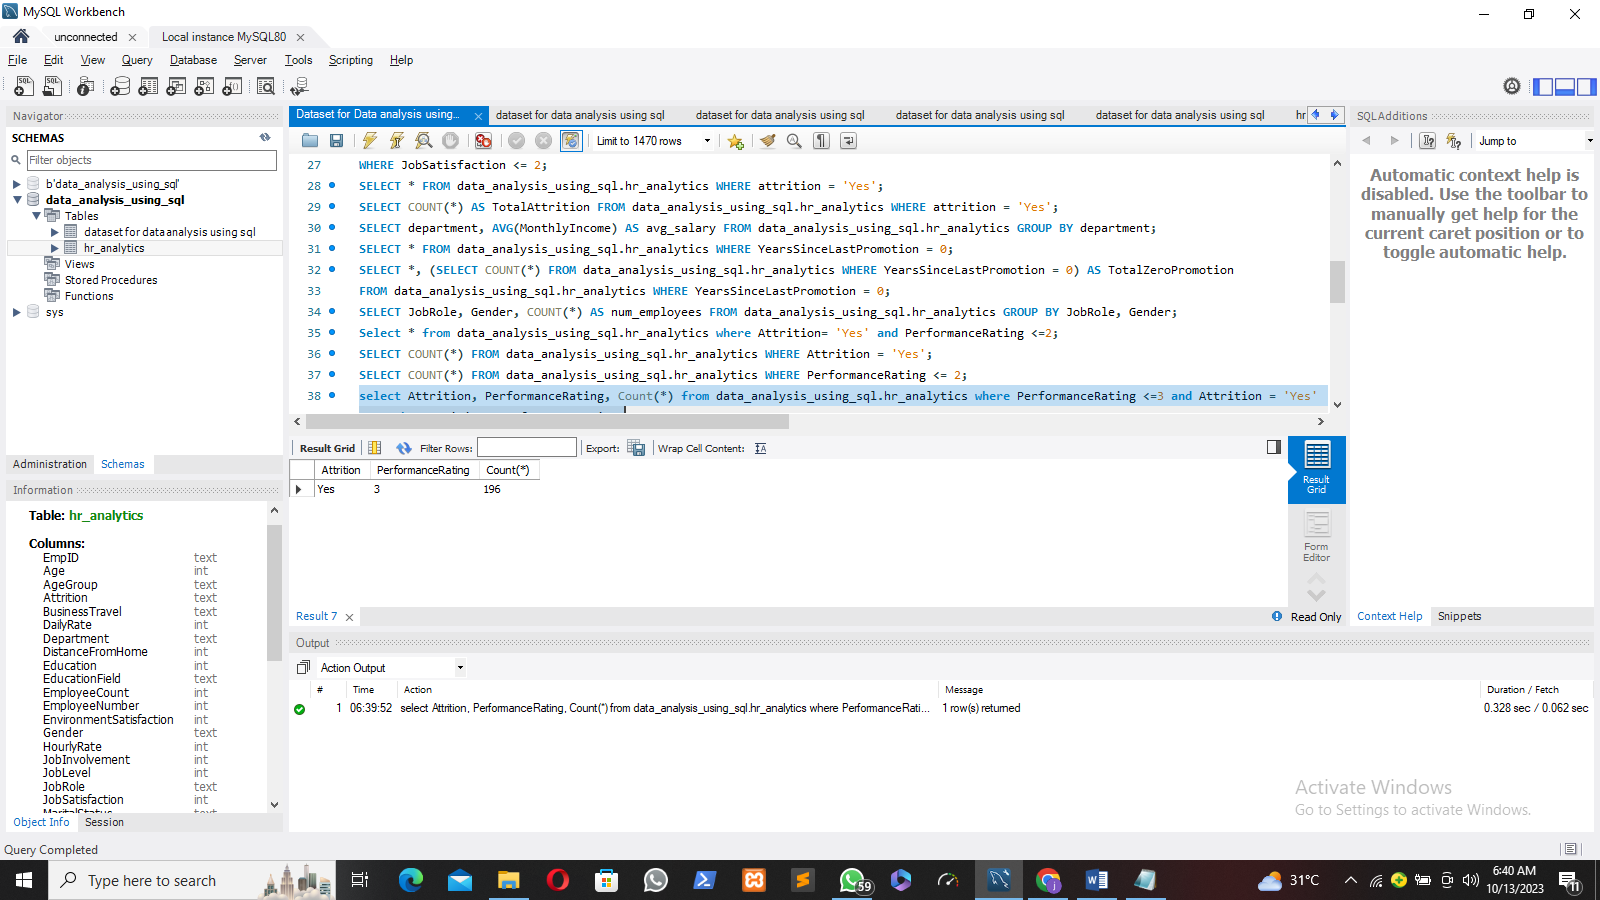 MySQL Workbench
unconnected
Local instance MySQL80
File Edit View Query Database Server Tools Scripting Help
Navigator
SCHEMAS
Filter objects
b'data_analysis_using_sql'
data_analysis_using_sql
Tables
dataset for data analysis using sql
hr_analytics
Views
Stored Procedures
Functions
sys
Administration Schemas
Information
Table: hr_analytics
Columns:
EmpID text
Age int
AgeGroup text
Attrition text
BusinessTravel text
DailyRate int
Department text
DistanceFromHome int
Education int
EducationField text
EmployeeCount int
EmployeeNumber int
EnvironmentSatisfaction int
Gender text
HourlyRate int
JobInvolvement int
JobLevel int
JobRole text
JobSatisfaction int
MaritalStatus text
Object Info Session
Query Completed
Dataset for Data analysis using...
dataset for data analysis using sql
dataset for data analysis using sql
dataset for data analysis using sql
dataset for data analysis using sql
hr
Limit to 1470 rows
27 WHERE JobSatisfaction <= 2;
28 SELECT * FROM data_analysis_using_sql.hr_analytics WHERE attrition = 'Yes';
29 SELECT COUNT(*) AS TotalAttrition FROM data_analysis_using_sql.hr_analytics WHERE attrition = 'Yes';
30 SELECT department, AVG(MonthlyIncome) AS avg_salary FROM data_analysis_using_sql.hr_analytics GROUP BY department;
31 SELECT * FROM data_analysis_using_sql.hr_analytics WHERE YearsSinceLastPromotion = 0;
32 SELECT *, (SELECT COUNT(*) FROM data_analysis_using_sql.hr_analytics WHERE YearsSinceLastPromotion = 0) AS TotalZeroPromotion
33 FROM data_analysis_using_sql.hr_analytics WHERE YearsSinceLastPromotion = 0;
34 SELECT JobRole, Gender, COUNT(*) AS num_employees FROM data_analysis_using_sql.hr_analytics GROUP BY JobRole, Gender;
35 Select * from data_analysis_using_sql.hr_analytics where Attrition= 'Yes' and PerformanceRating <=2;
36 SELECT COUNT(*) FROM data_analysis_using_sql.hr_analytics WHERE Attrition = 'Yes';
37 SELECT COUNT(*) FROM data_analysis_using_sql.hr_analytics WHERE PerformanceRating <= 2;
38 select Attrition, PerformanceRating, Count(*) from data_analysis_using_sql.hr_analytics where PerformanceRating <=3 and Attrition = 'Yes'
Result Grid Filter Rows: Export: Wrap Cell Content:
Attrition PerformanceRating Count(*)
Yes 3 196
Result Grid
Form Editor
Result 7
Read Only
Output
Action Output
# Time Action Message Duration / Fetch
1 06:39:52 select Attrition, PerformanceRating, Count(*) from data_analysis_using_sql.hr_analytics where PerformanceRati... 1 row(s) returned 0.328 sec / 0.062 sec
SQLAdditions
Jump to
Automatic context help is
disabled. Use the toolbar to
manually get help for the
current caret position or to
toggle automatic help.
Context Help Snippets
Activate Windows
Go to Settings to activate Windows.
Type here to search
59
31°C
6:40 AM
10/13/2023
11